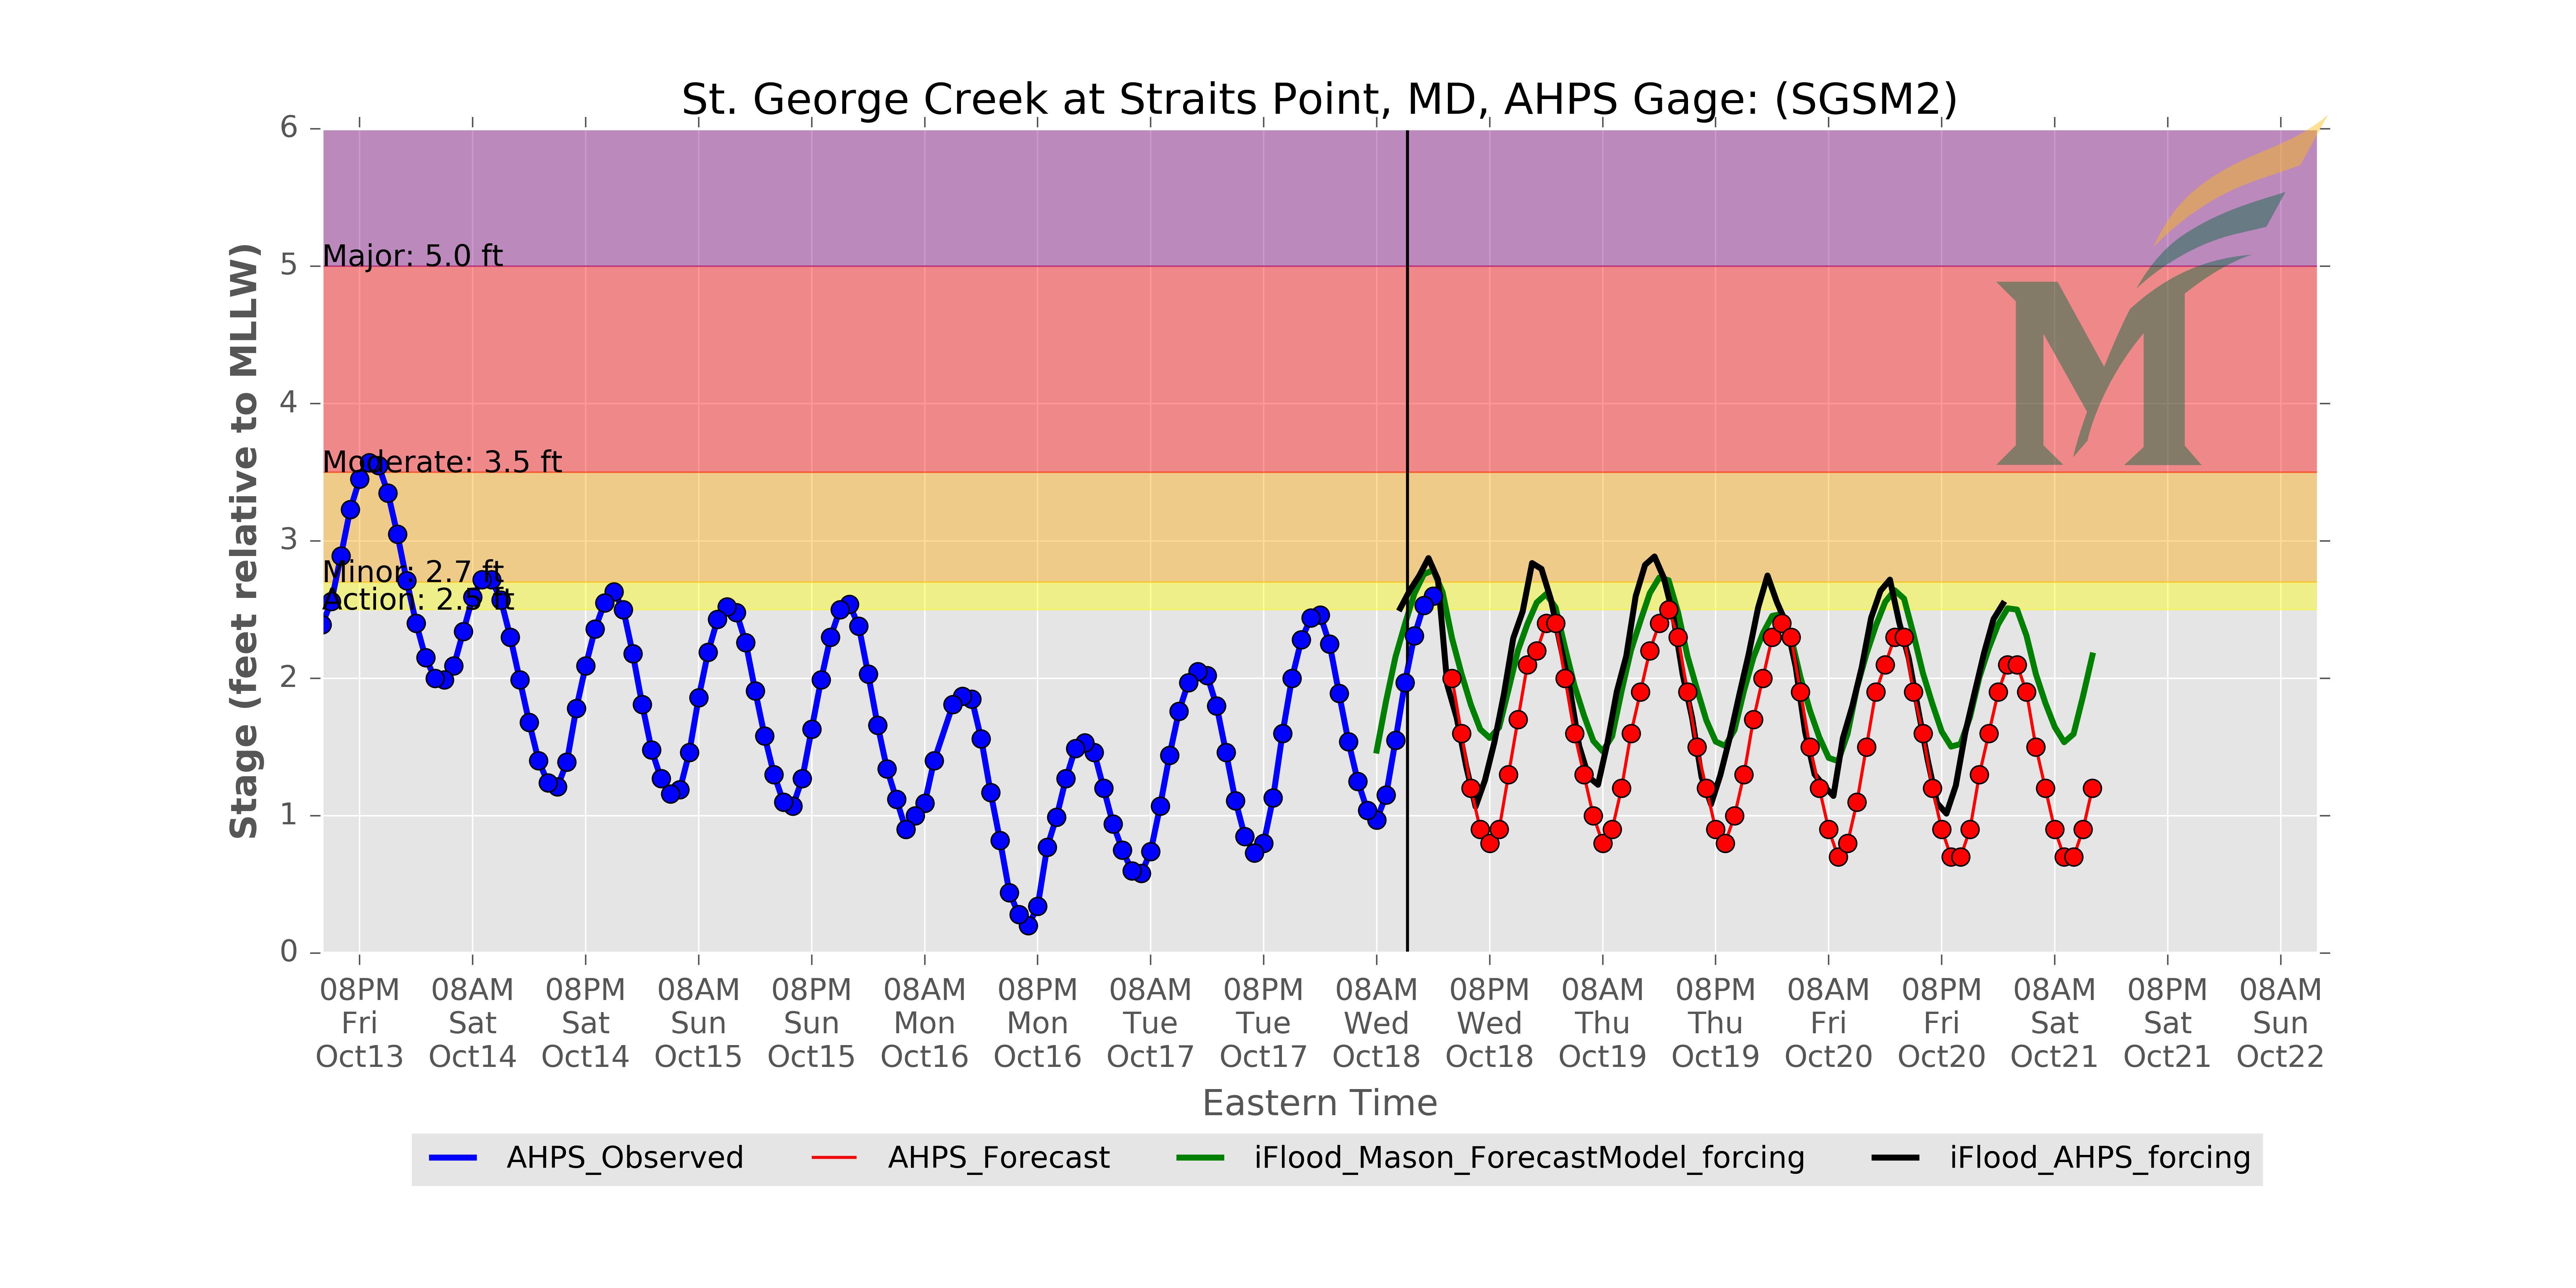 St. George Creek at Straits Point, MD, AHPS Gage: (SGSM2)
Stage (feet relative to MLLW)
6
5
4
3
2
1
0
Major: 5.0 ft
Moderate: 3.5 ft
Minor: 2.7 ft
Action: 2.5 ft
M
08PM 08AM 08PM 08AM 08PM 08AM 08PM 08AM 08PM 08AM 08PM 08AM 08PM 08AM 08PM 08AM 08PM 08AM
Fri Sat Sat Sun Sun Mon Mon Tue Tue Wed Wed Thu Thu Fri Fri Sat Sat Sun
Oct13 Oct14 Oct14 Oct15 Oct15 Oct16 Oct16 Oct17 Oct17 Oct18 Oct18 Oct19 Oct19 Oct20 Oct20 Oct21 Oct21 Oct22
Eastern Time
AHPS_Observed AHPS_Forecast iFlood_Mason_ForecastModel_forcing iFlood_AHPS_forcing